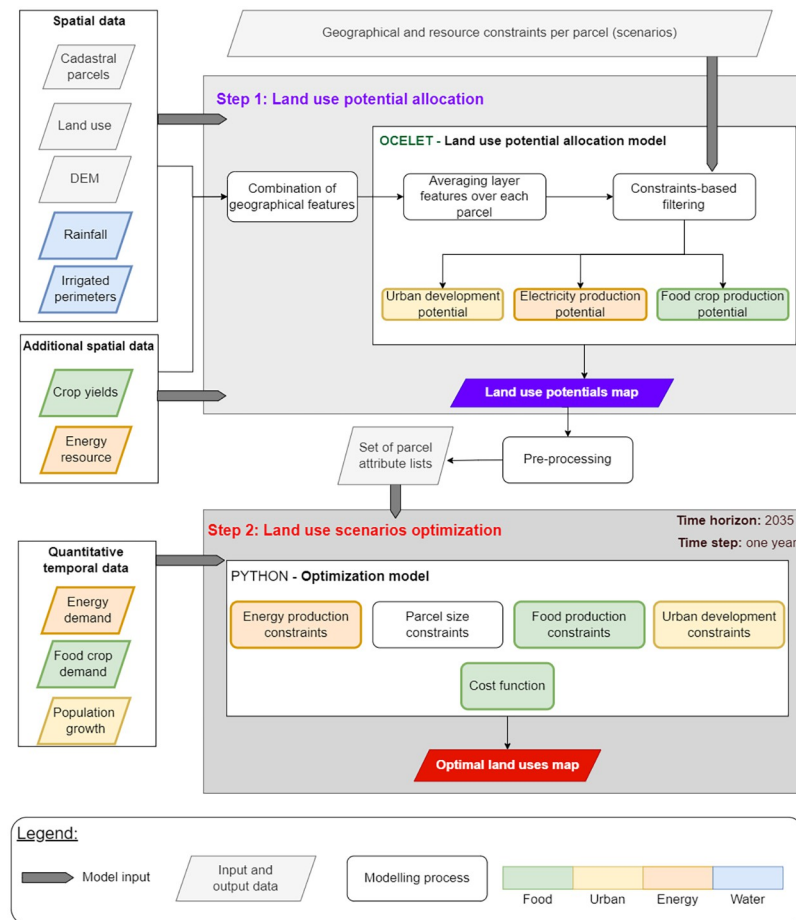 Spatial data
Cadastral
parcels
Land use
DEM
Rainfall
Irrigated
perimeters
Additional spatial data
Crop yields
Energy
resource
Geographical and resource constraints per parcel (scenarios)
Step 1: Land use potential allocation
OCELET - Land use potential allocation model
Combination of
geographical features
Averaging layer
features over each
parcel
Constraints-based
filtering
Urban development
potential
Electricity production
potential
Food crop production
potential
Land use potentials map
Set of parcel
attribute lists
Pre-processing
Step 2: Land use scenarios optimization
Time horizon: 2035
Time step: one year
Quantitative
temporal data
Energy
demand
Food crop
demand
Population
growth
PYTHON - Optimization model
Energy production
constraints
Parcel size
constraints
Food production
constraints
Urban development
constraints
Cost function
Optimal land uses map
Legend:
Model input
Input and
output data
Modelling process
Food
Urban
Energy
Water